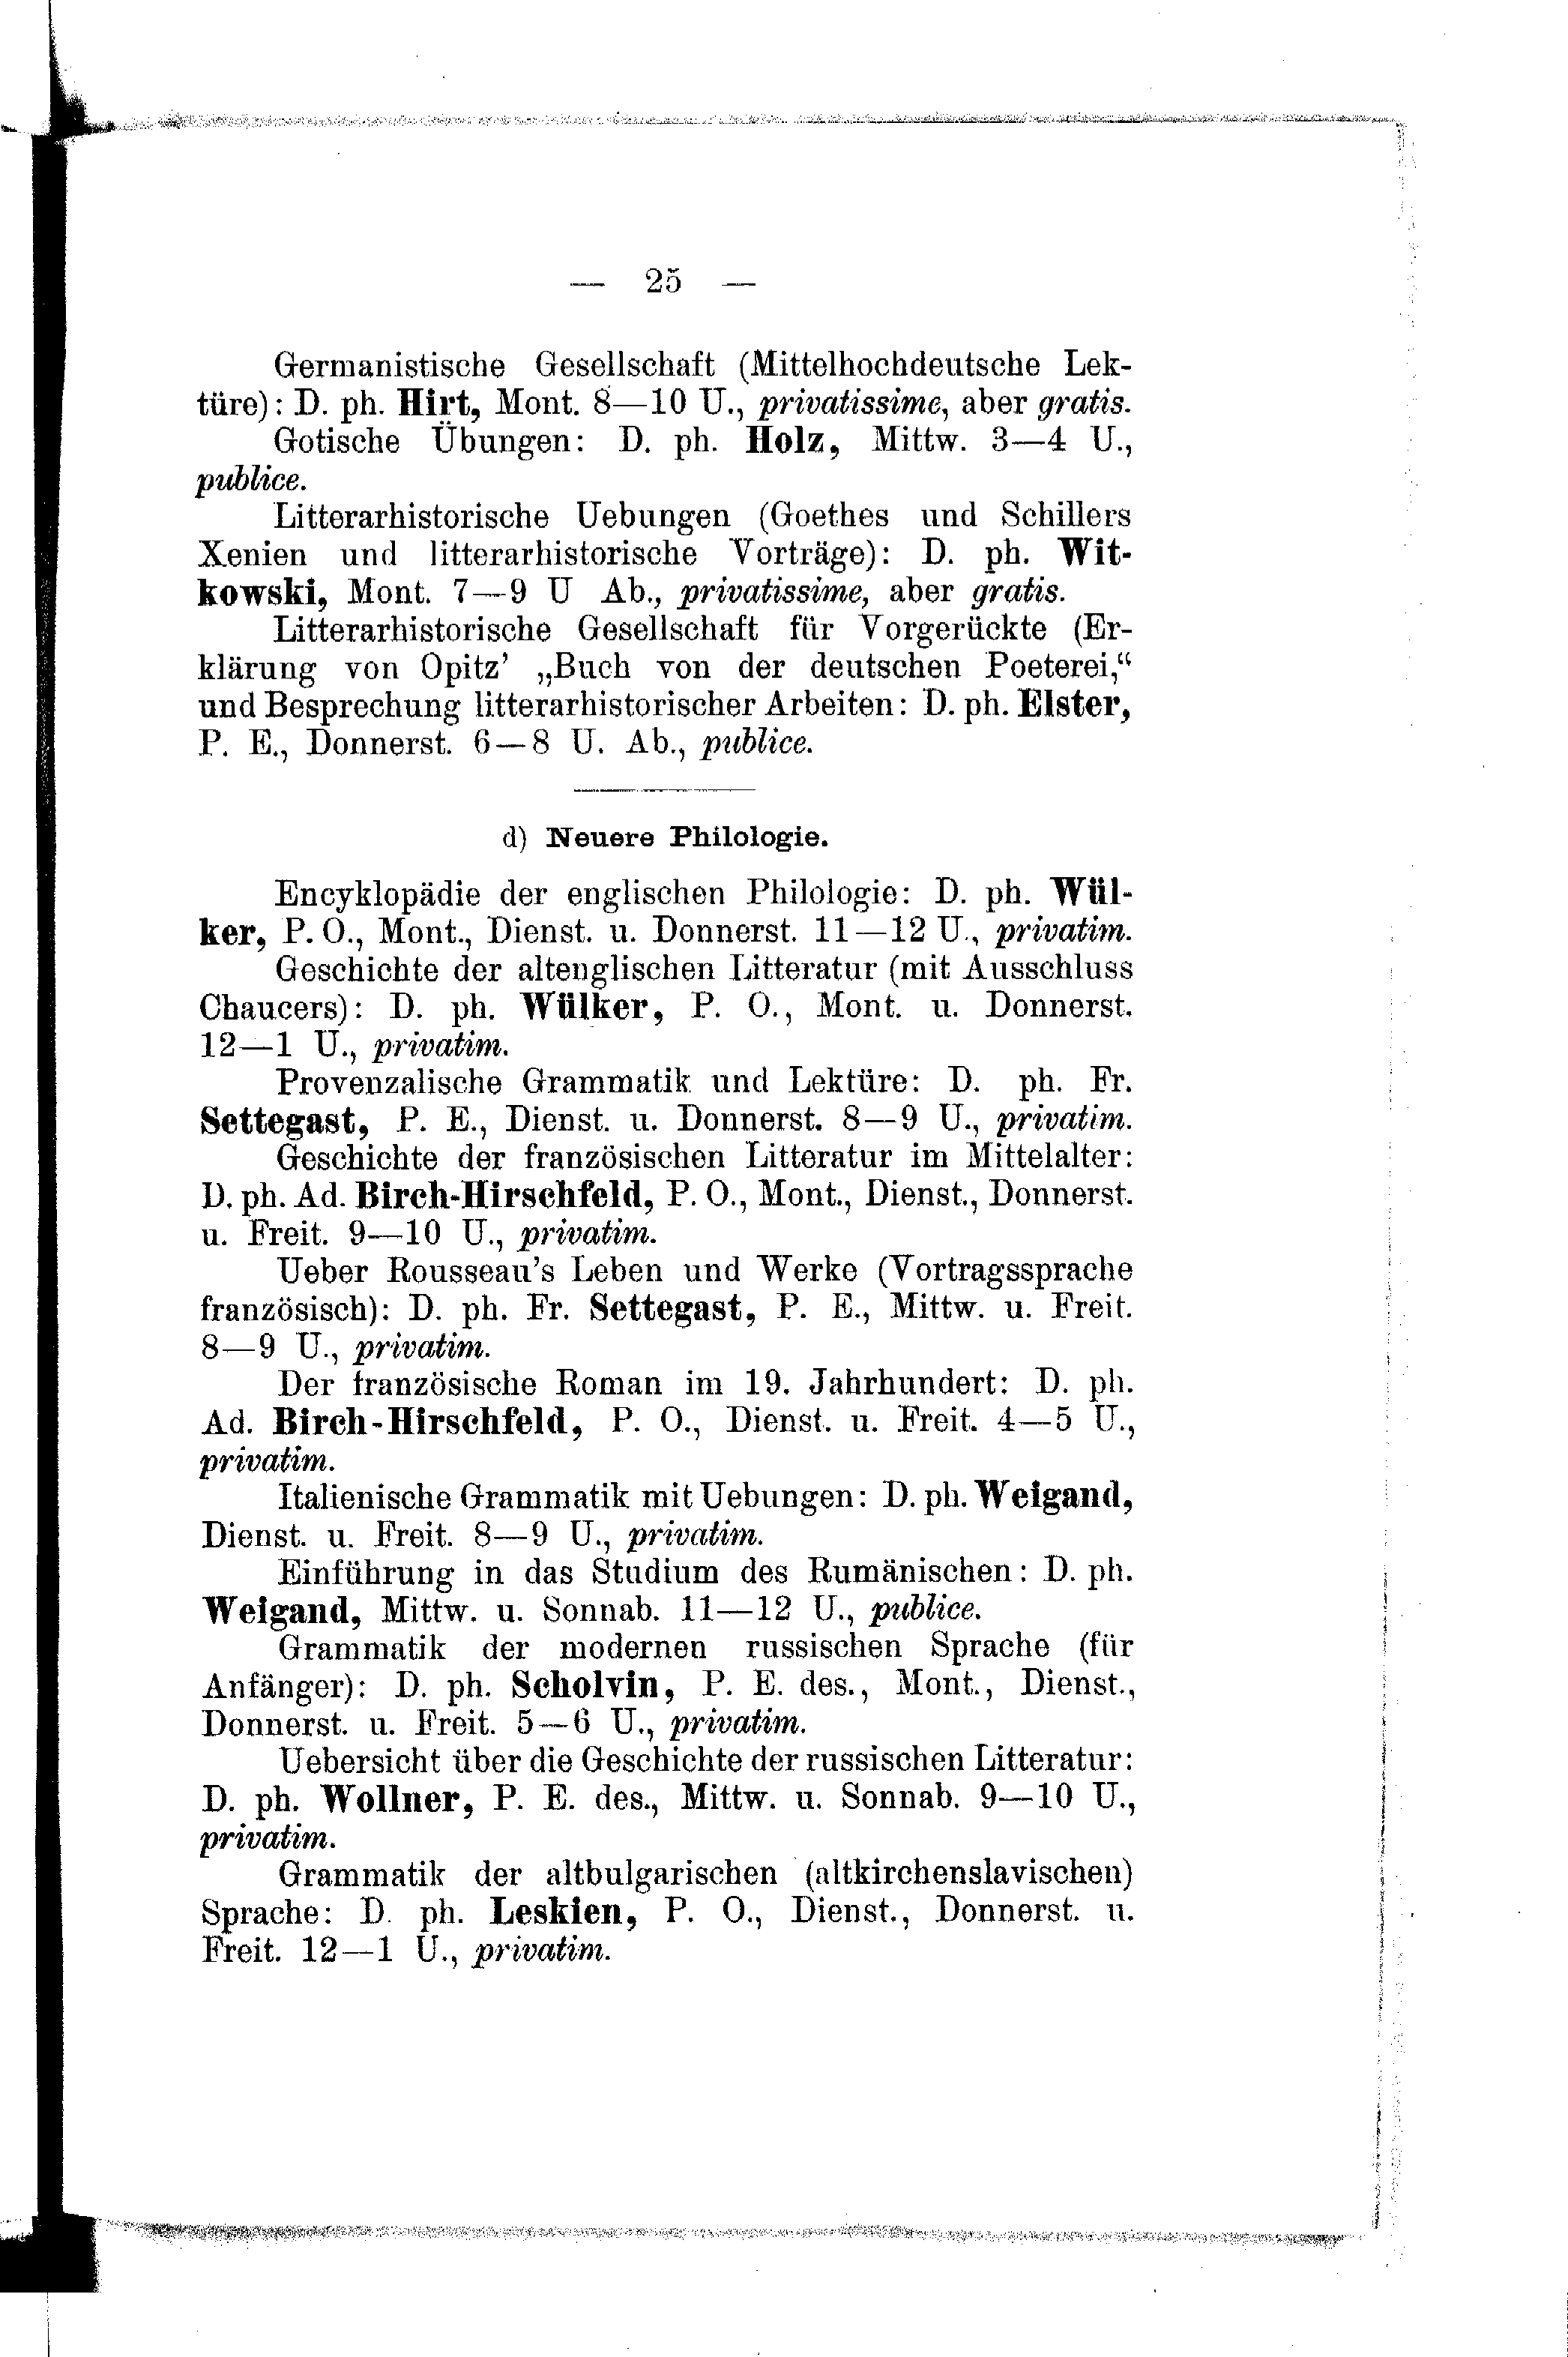 — 25 —
Germanistische Gesellschaft (Mittelhochdeutsche Lek-
türe): D. ph. Hirt, Mont. 8—10 U., privatissime, aber gratis.
Gotische Übungen: D. ph. Holz, Mittw. 3—4 U.,
publice.
Litterarhistorische Uebungen (Goethes und Schillers
Xenien und litterarhistorische Vorträge): D. ph. Wit-
kowski, Mont. 7—9 U Ab., privatissime, aber gratis.
Litterarhistorische Gesellschaft für Vorgerückte (Er-
klärung von Opitz' „Buch von der deutschen Poeterei,“
und Besprechung litterarhistorischer Arbeiten: D. ph. Elster,
P. E., Donnerst. 6—8 U. Ab., publice.
d) Neuere Philologie.
Encyklopädie der englischen Philologie: D. ph. Wül-
ker, P. O., Mont., Dienst. u. Donnerst. 11—12 U., privatim.
Geschichte der altenglischen Litteratur (mit Ausschluss
Chaucers): D. ph. Wülker, P. O., Mont. u. Donnerst.
12—1 U., privatim.
Provenzalische Grammatik und Lektüre: D. ph. Fr.
Settegast, P. E., Dienst. u. Donnerst. 8—9 U., privatim.
Geschichte der französischen Litteratur im Mittelalter:
D. ph. Ad. Birch-Hirschfeld, P. O., Mont., Dienst., Donnerst.
u. Freit. 9—10 U., privatim.
Ueber Rousseau's Leben und Werke (Vortragssprache
französisch): D. ph. Fr. Settegast, P. E., Mittw. u. Freit.
8—9 U., privatim.
Der französische Roman im 19. Jahrhundert: D. ph.
Ad. Birch-Hirschfeld, P. O., Dienst. u. Freit. 4—5 U.,
privatim.
Italienische Grammatik mit Uebungen: D. ph. Weigand,
Dienst. u. Freit. 8—9 U., privatim.
Einführung in das Studium des Rumänischen: D. ph.
Weigand, Mittw. u. Sonnab. 11—12 U., publice.
Grammatik der modernen russischen Sprache (für
Anfänger): D. ph. Scholvin, P. E. des., Mont., Dienst.,
Donnerst. u. Freit. 5—6 U., privatim.
Uebersicht über die Geschichte der russischen Litteratur:
D. ph. Wollner, P. E. des., Mittw. u. Sonnab. 9—10 U.,
privatim.
Grammatik der altbulgarischen (altkirchenslavischen)
Sprache: D. ph. Leskien, P. O., Dienst., Donnerst. u.
Freit. 12—1 U., privatim.